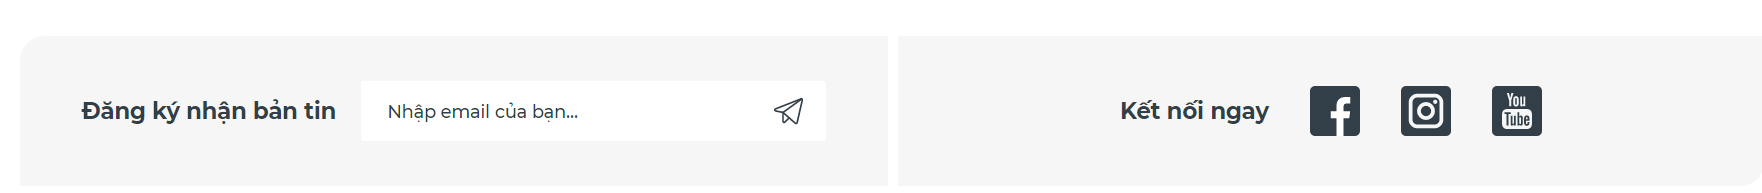 Đăng ký nhận bản tin
Nhập email của bạn...
Kết nối ngay
You
Tube